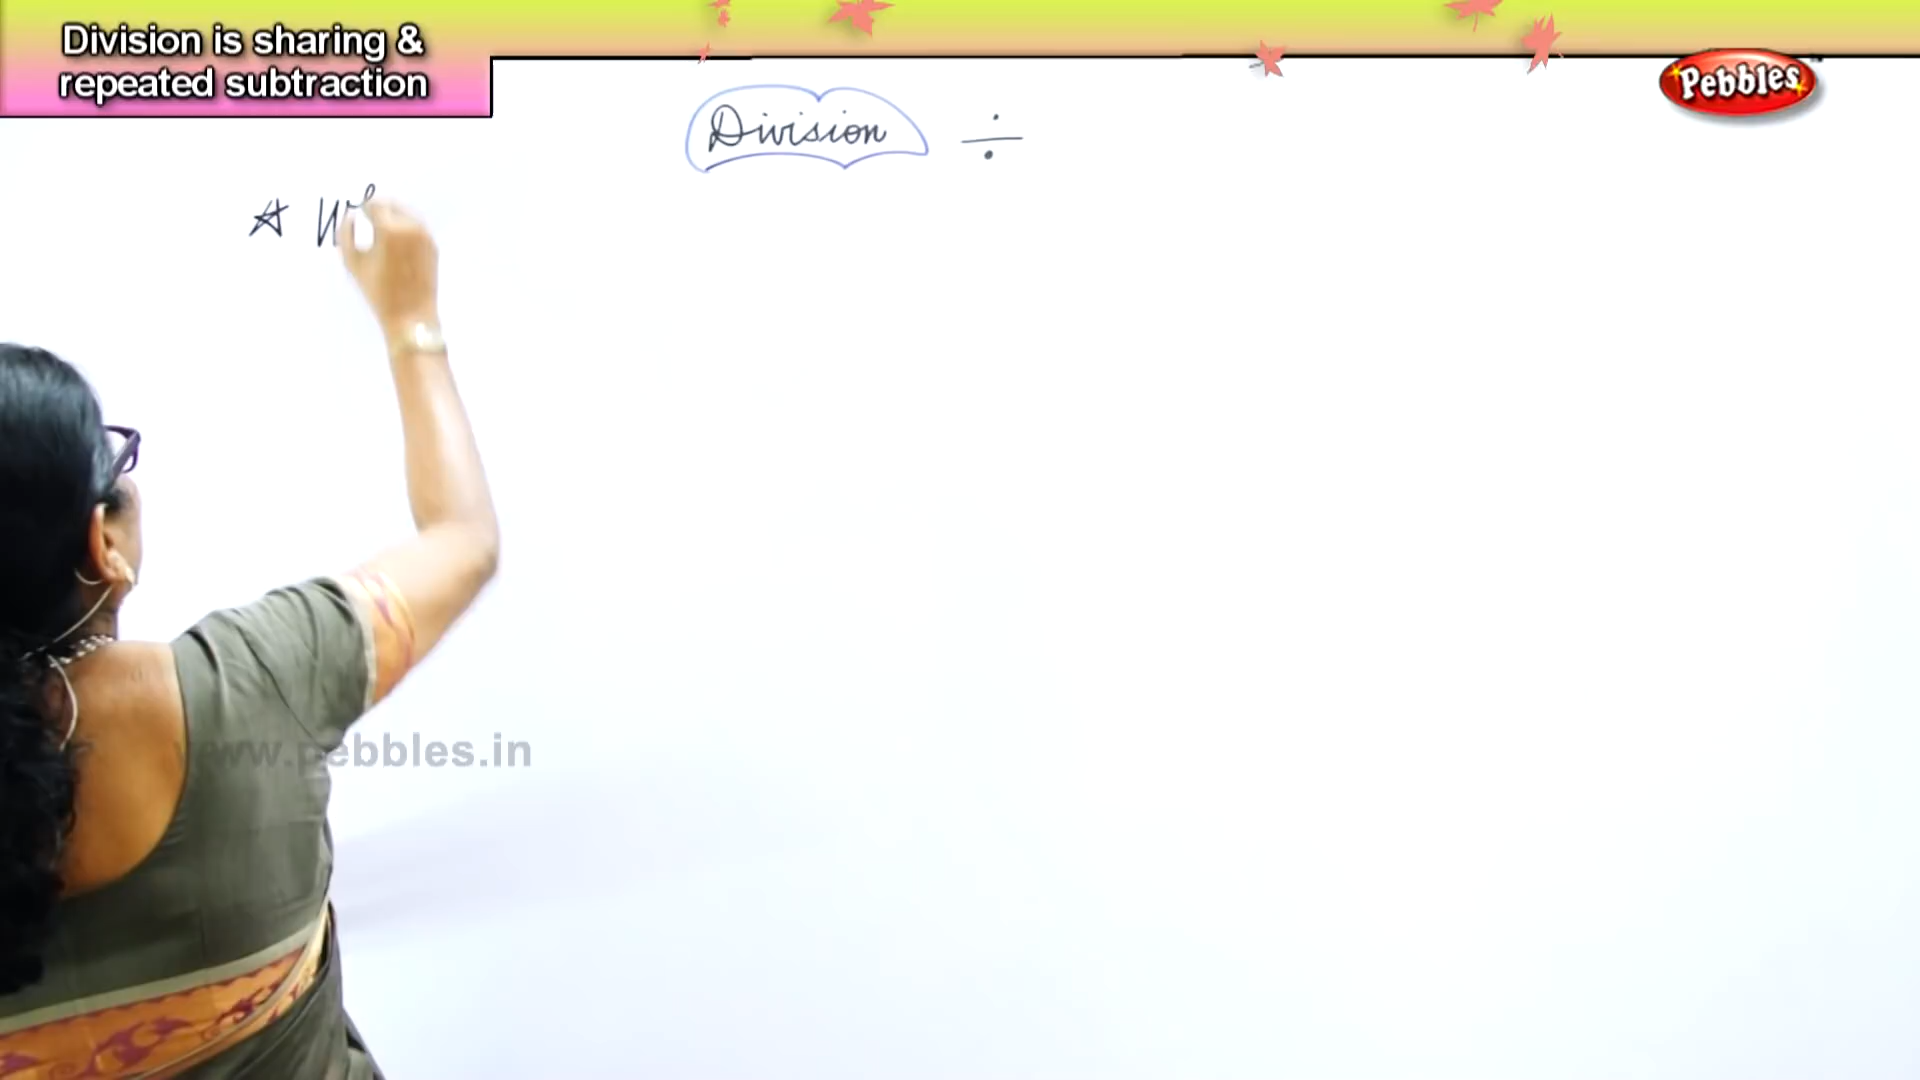 Division is sharing &
repeated subtraction
Pebbles
Division ÷
www.pebbles.in